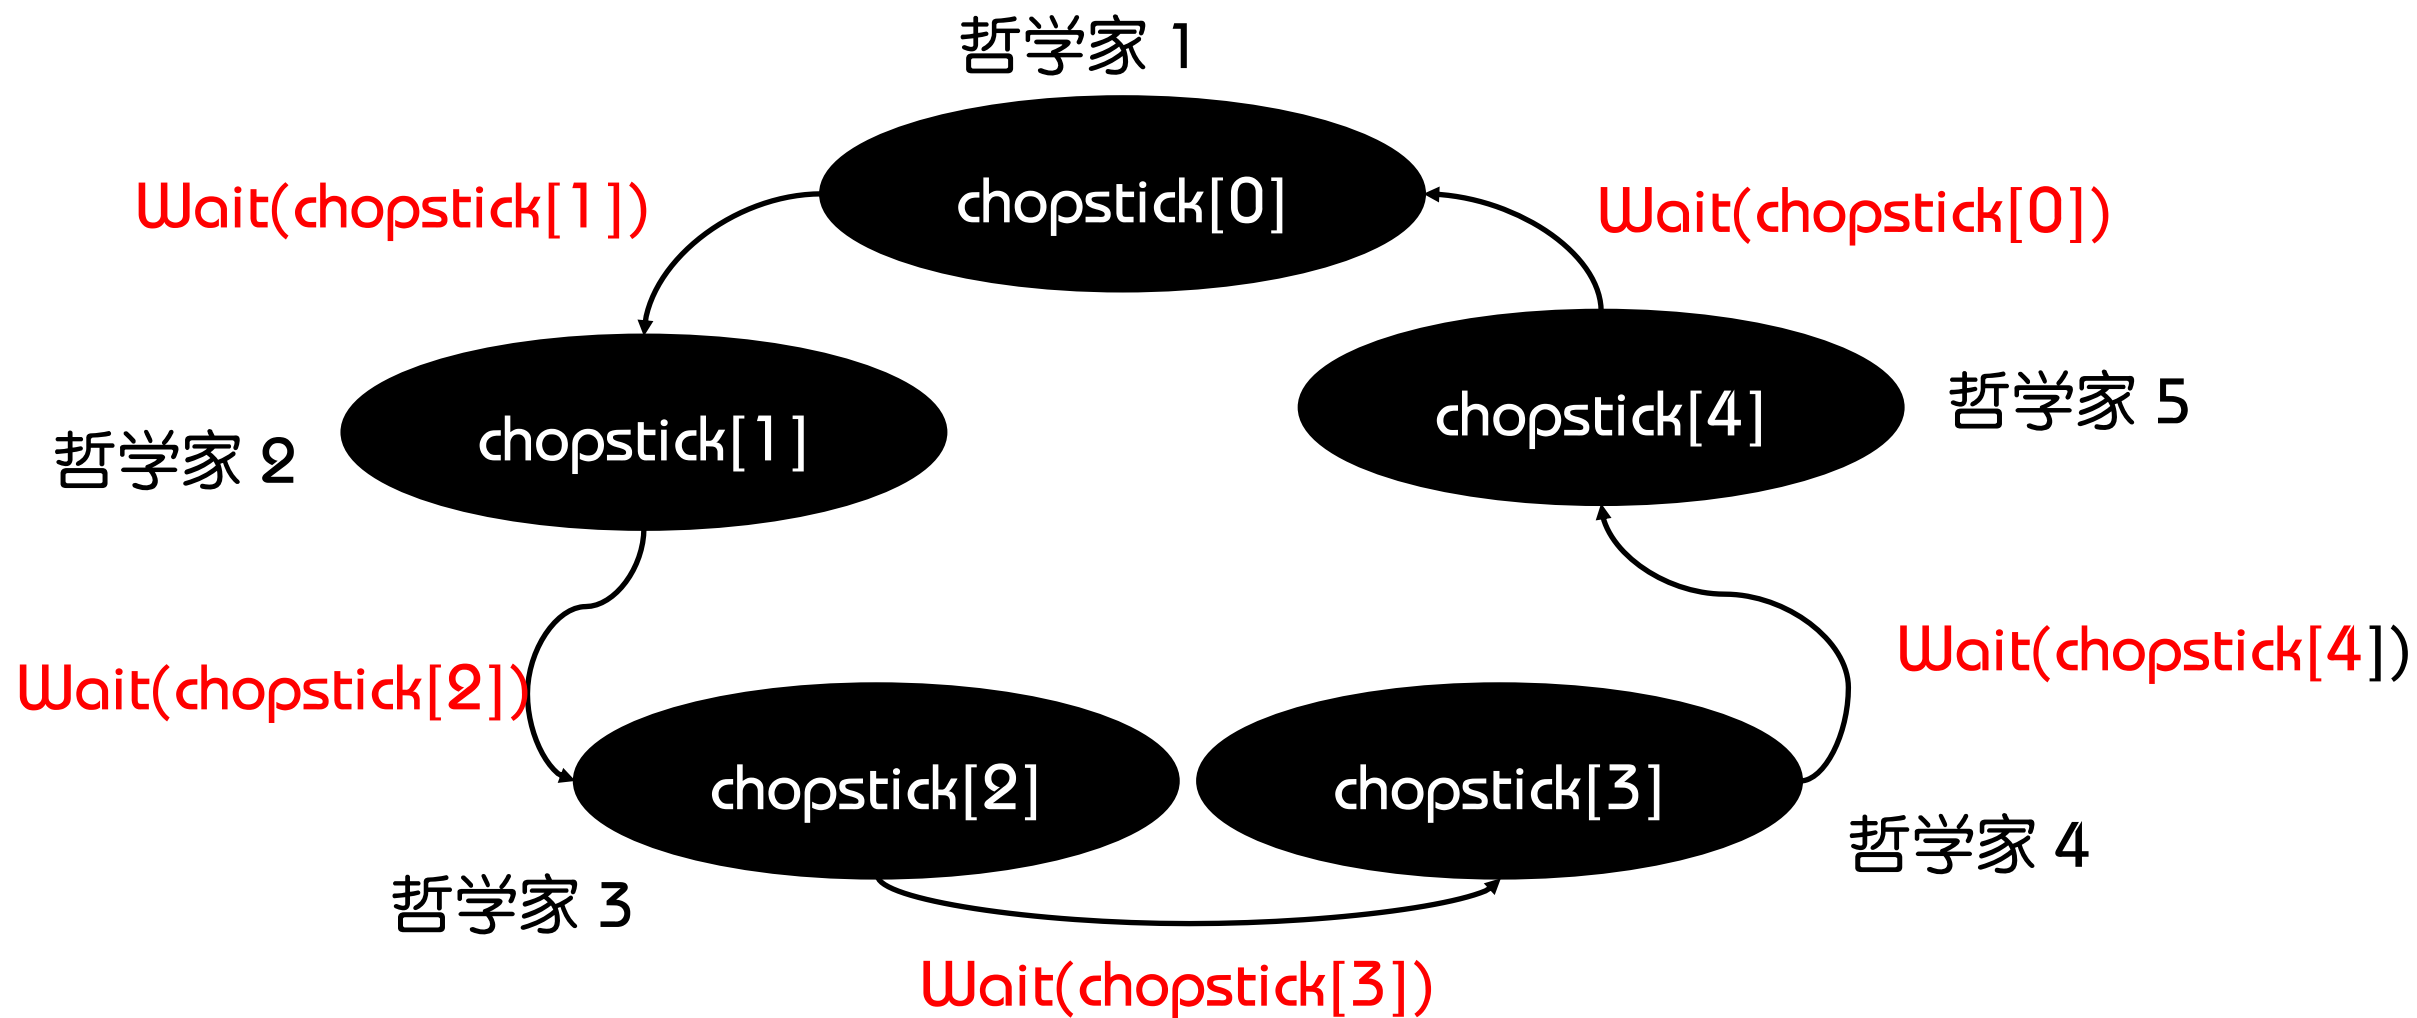 哲学家 1
Wait(chopstick[1])
chopstick[0]
Wait(chopstick[0])
哲学家 2
chopstick[1]
chopstick[4]
哲学家 5
Wait(chopstick[2])
chopstick[2]
chopstick[3]
Wait(chopstick[4])
哲学家 3
哲学家 4
Wait(chopstick[3])